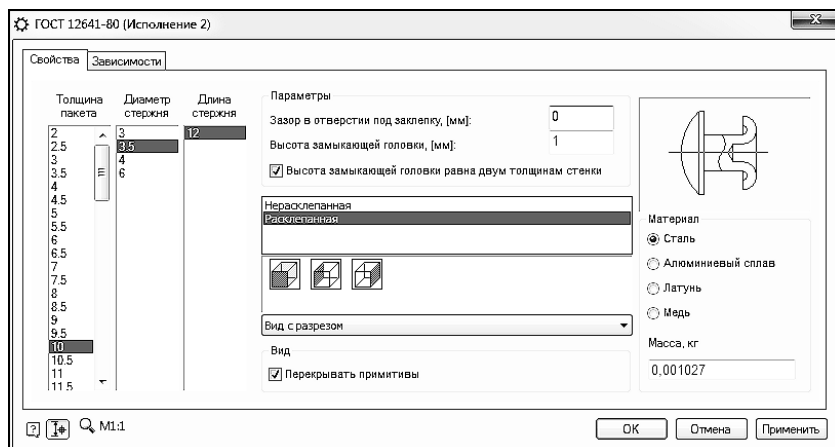 ГОСТ 12641-80 (Исполнение 2)
Свойства
Зависимости
Толщина пакета
2
2.5
3
3.5
4
4.5
5
5.5
6
6.5
7
7.5
8
8.5
9
9.5
10
10.5
11
11.5
Диаметр стержня
3
3.5
4
6
Длина стержня
12
Параметры
Зазор в отверстии под заклепку, [мм]: 0
Высота замыкающей головки, [мм]: 1
Высота замыкающей головки равна двум толщинам стенки
Нерасклепанная
Расклепанная
Вид с разрезом
Вид
Перекрывать примитивы
Материал
Сталь
Алюминиевый сплав
Латунь
Медь
Масса, кг
0,001027
М1:1
ОК
Отмена
Применить